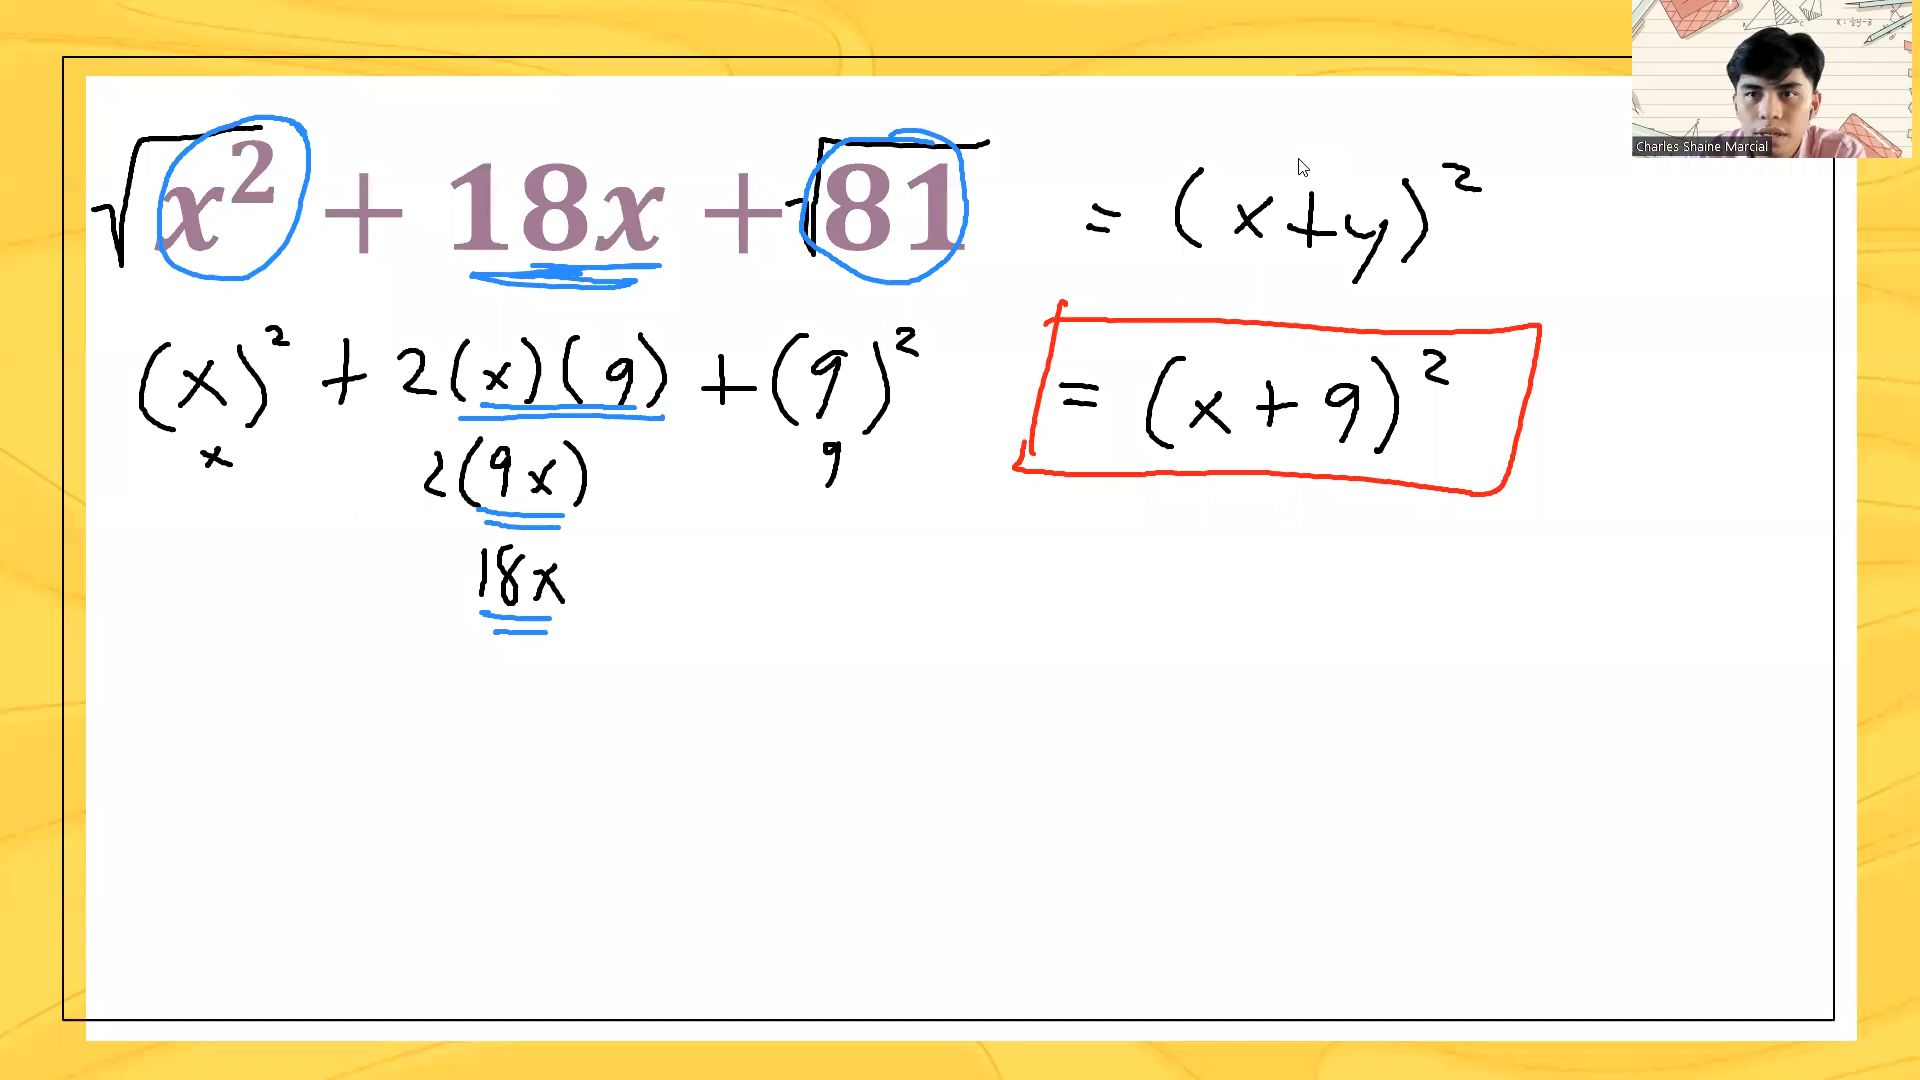 √x² + 18x + √81
= (x+y)²
(x)² + 2(x)(9) + (9)²
= (x+9)²
x
9
2(9x)
18x
Charles Shaine Marcial